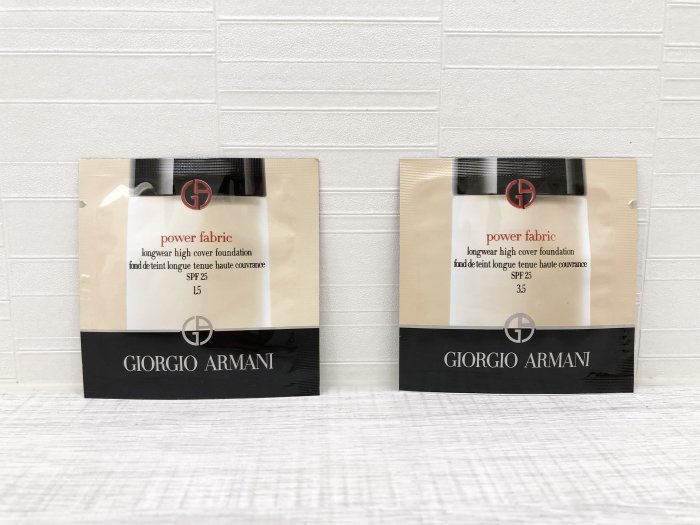 power fabric
longwear high cover foundation
fond de teint longue tenue haute couvrance
SPF 25
1.5
GIORGIO ARMANI
power fabric
longwear high cover foundation
fond de teint longue tenue haute couvrance
SPF 25
3.5
GIORGIO ARMANI